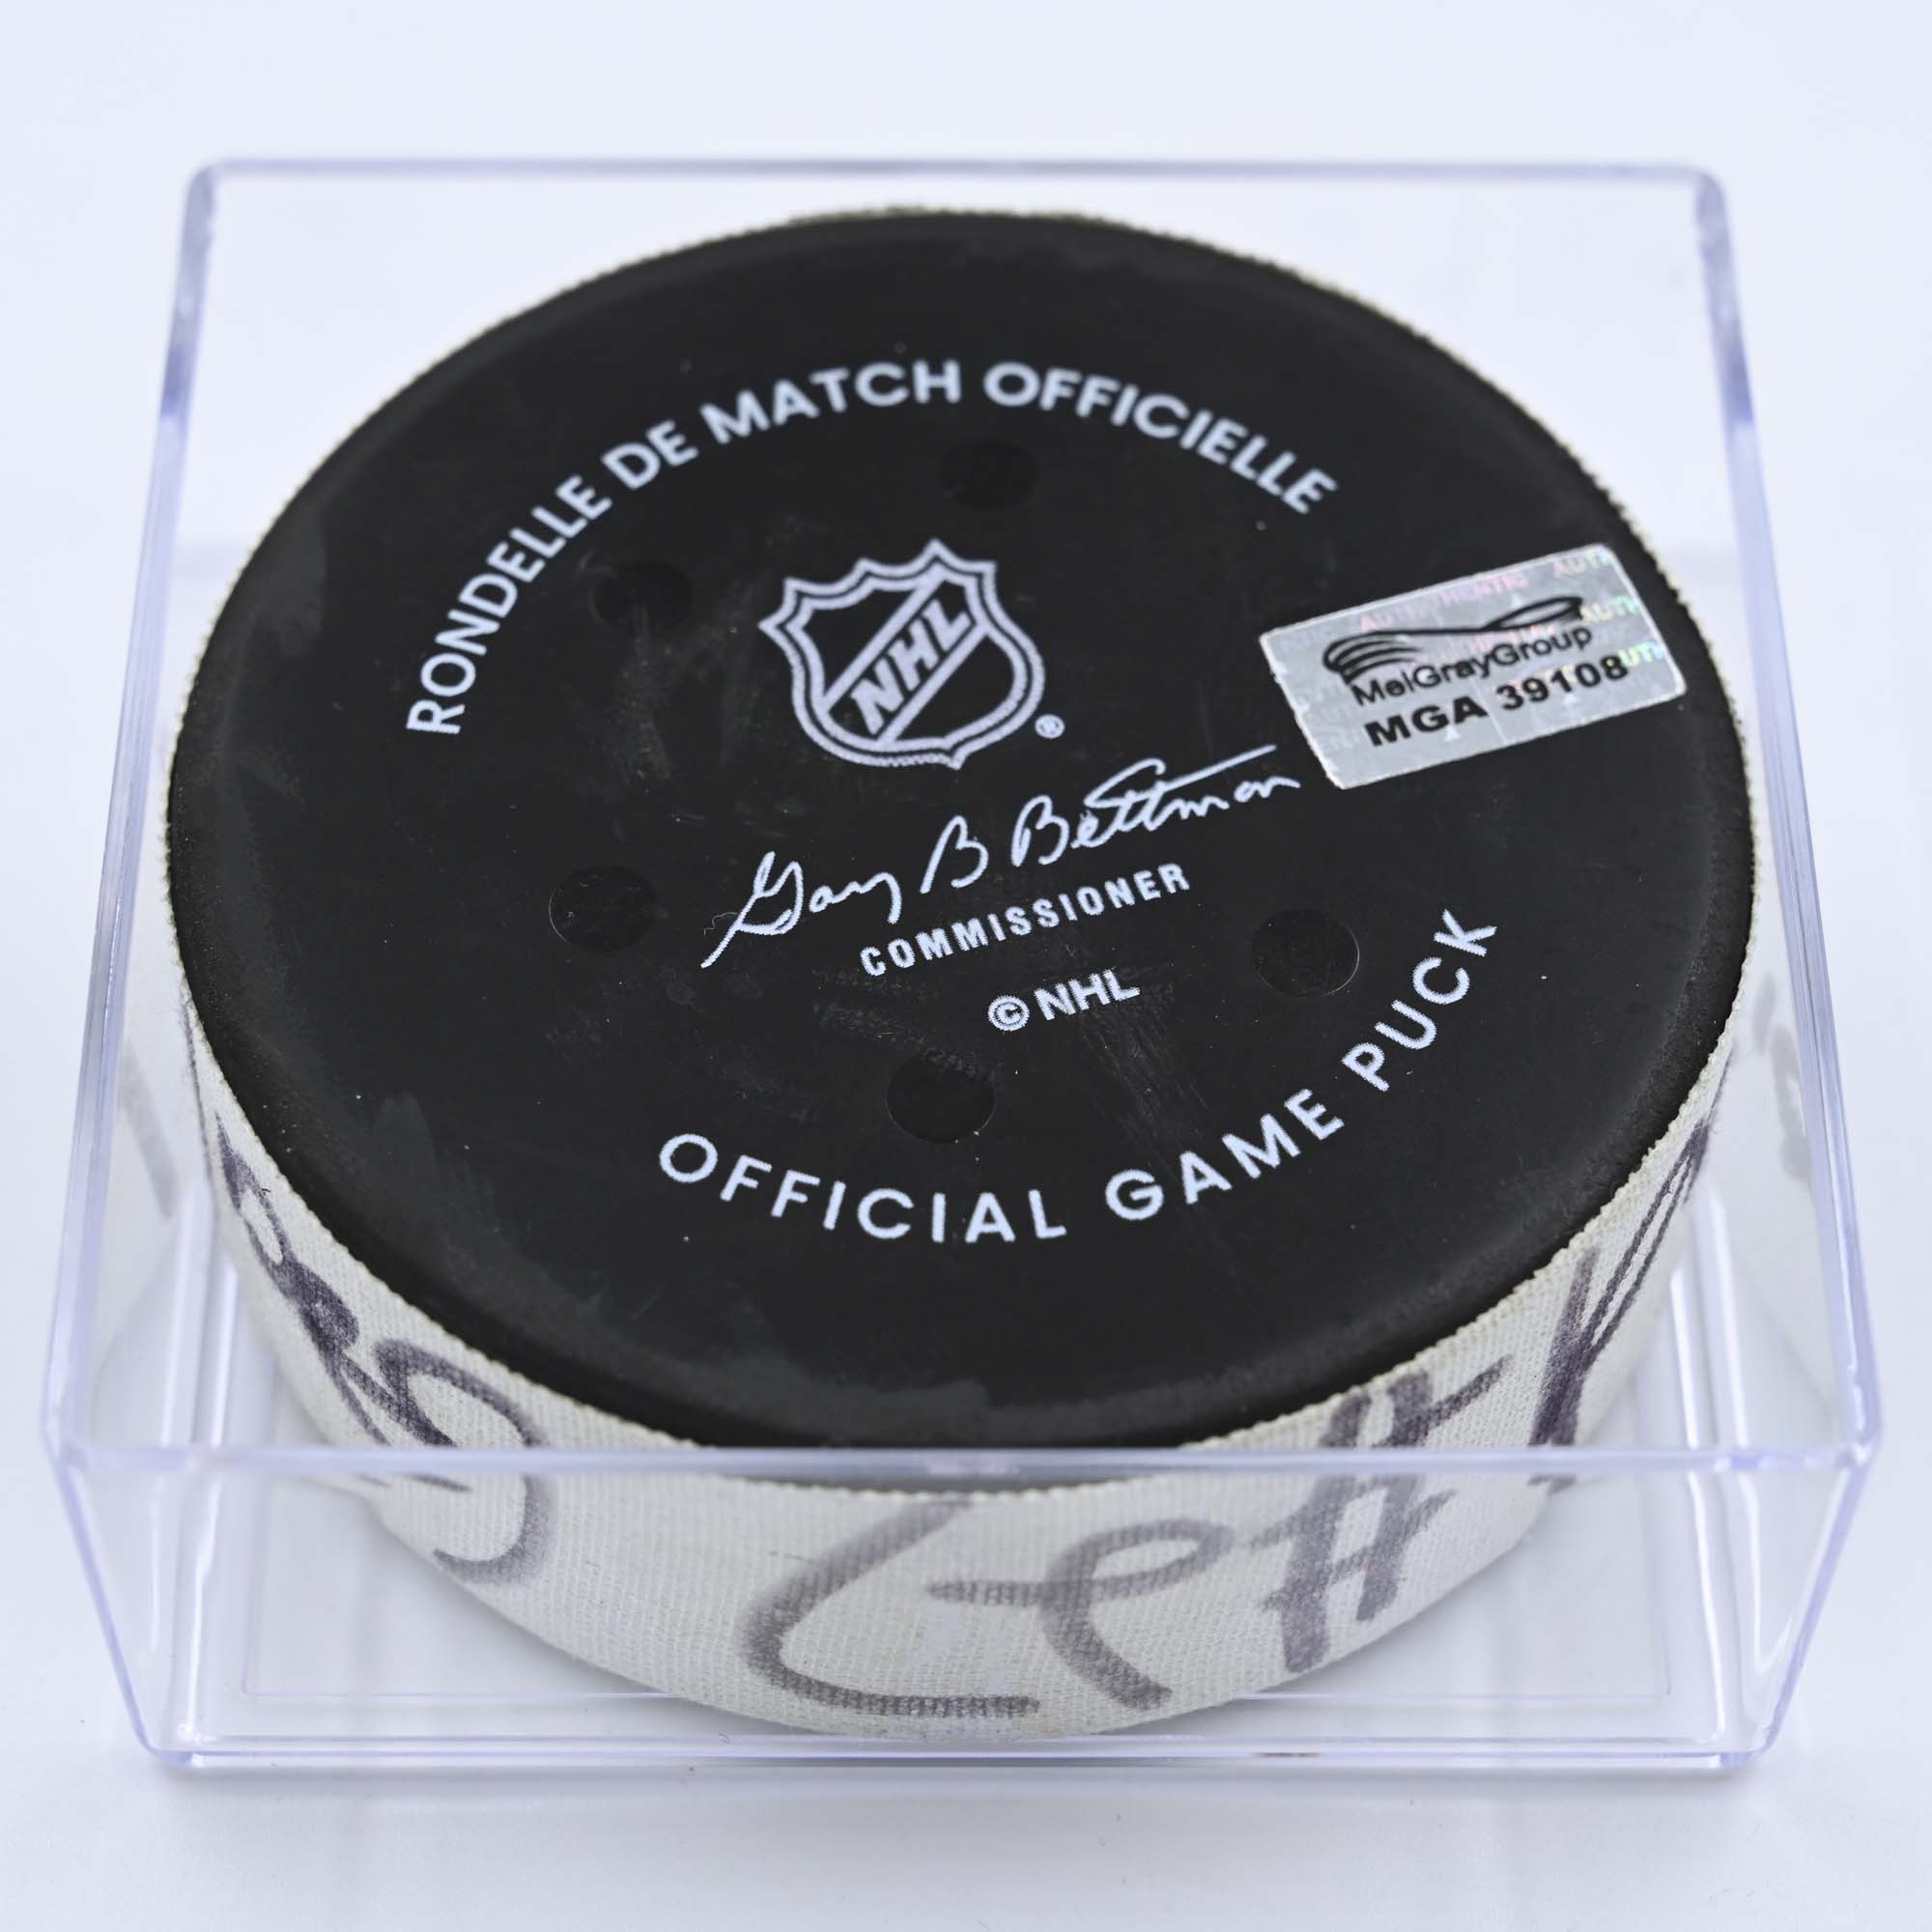 RONDELLE DE MATCH OFFICIELLE
NHL
®
MelGrayGroup
MGA 39108
Gary B Bettman
COMMISSIONER
© NHL
OFFICIAL GAME PUCK